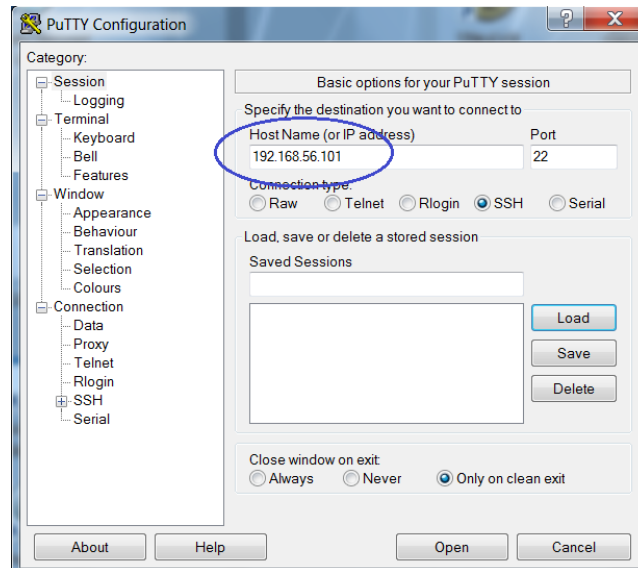 PuTTY Configuration
Category:
Session
Logging
Terminal
Keyboard
Bell
Features
Window
Appearance
Behaviour
Translation
Selection
Colours
Connection
Data
Proxy
Telnet
Rlogin
SSH
Serial
Basic options for your PuTTY session
Specify the destination you want to connect to
Host Name (or IP address) Port
192.168.56.101 22
Connection type:
Raw Telnet Rlogin SSH Serial
Load, save or delete a stored session
Saved Sessions
Load
Save
Delete
Close window on exit:
Always Never Only on clean exit
About Help Open Cancel